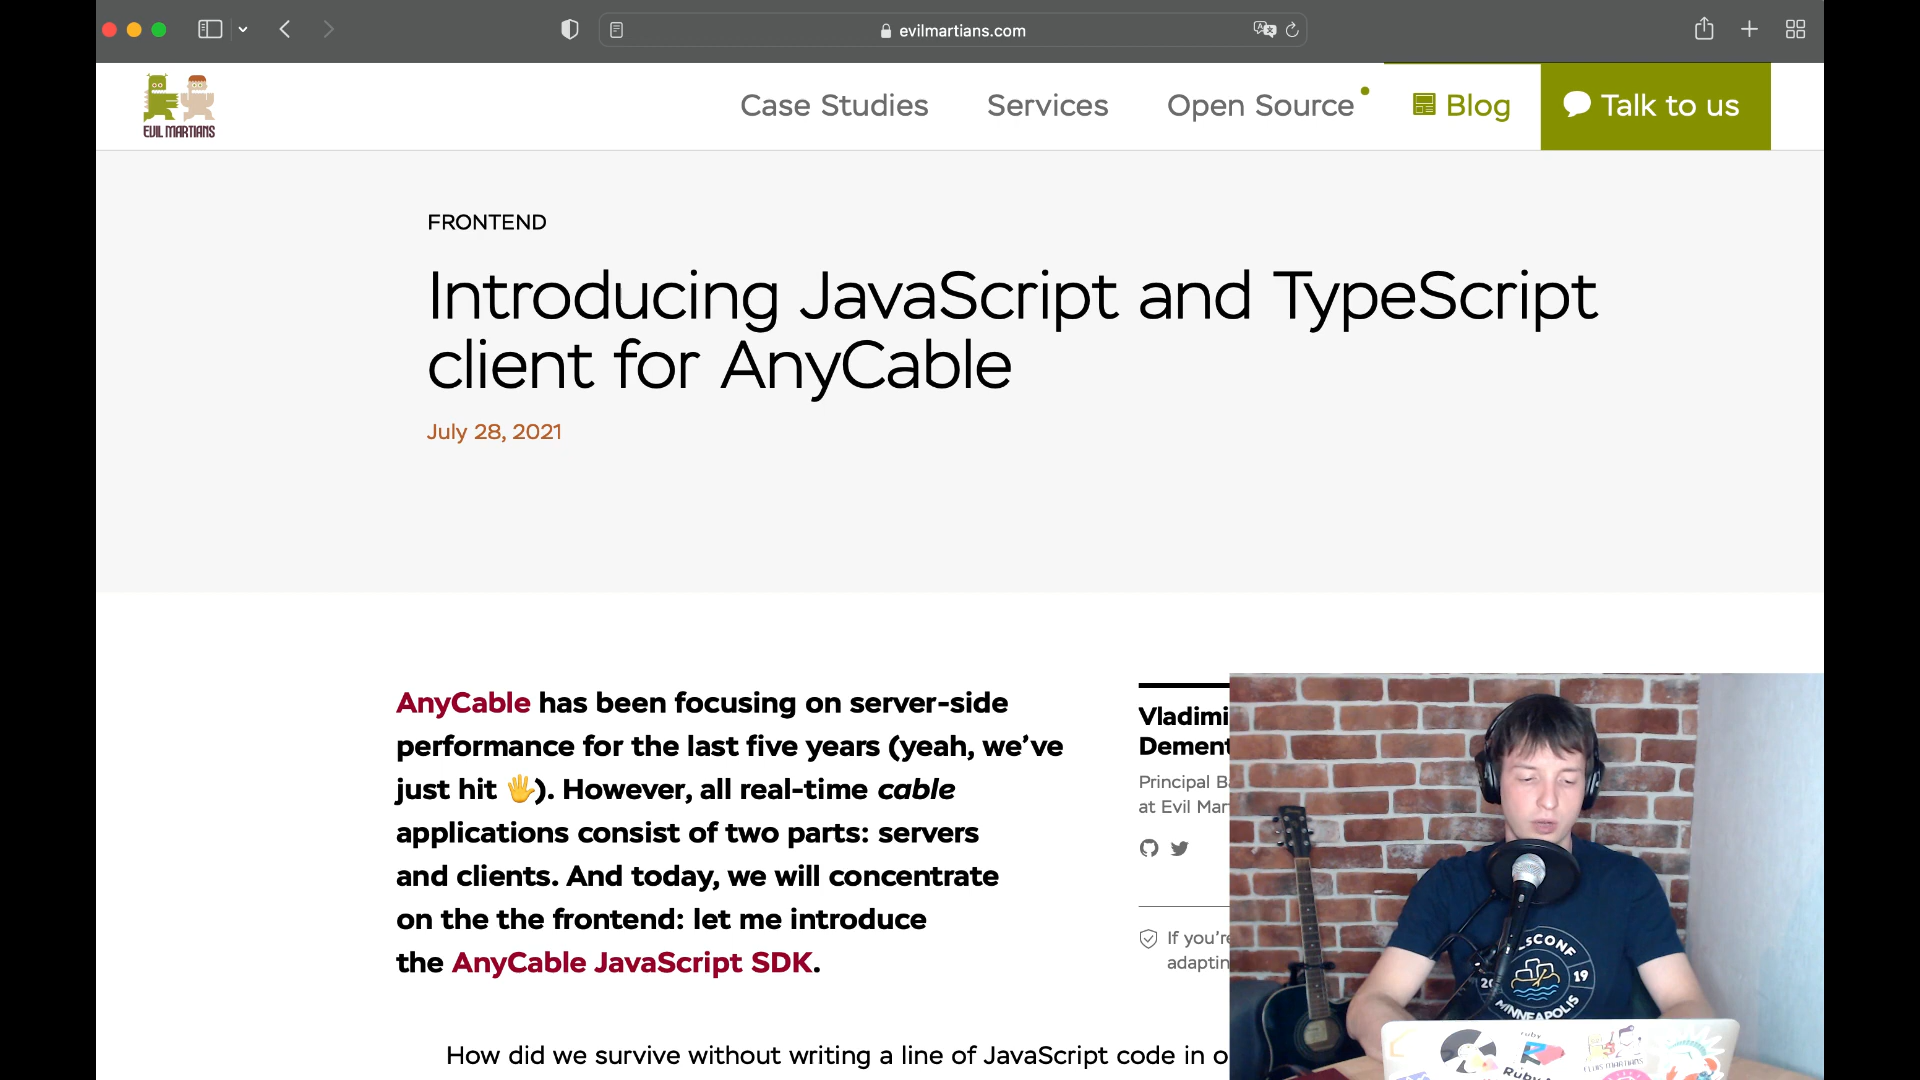 evilmartians.com
EVIL MARTIANS
Case Studies
Services
Open Source
Blog
Talk to us
FRONTEND
Introducing JavaScript and TypeScript
client for AnyCable
July 28, 2021
AnyCable has been focusing on server-side
performance for the last five years (yeah, we’ve
just hit 🖐). However, all real-time cable
applications consist of two parts: servers
and clients. And today, we will concentrate
on the the frontend: let me introduce
the AnyCable JavaScript SDK.
How did we survive without writing a line of JavaScript code in o
Vladimi
Dement
Principal B
at Evil Mar
If you’re
adaptin
SCONF
20 19
MINNEAPOLIS
ruby
Ruby